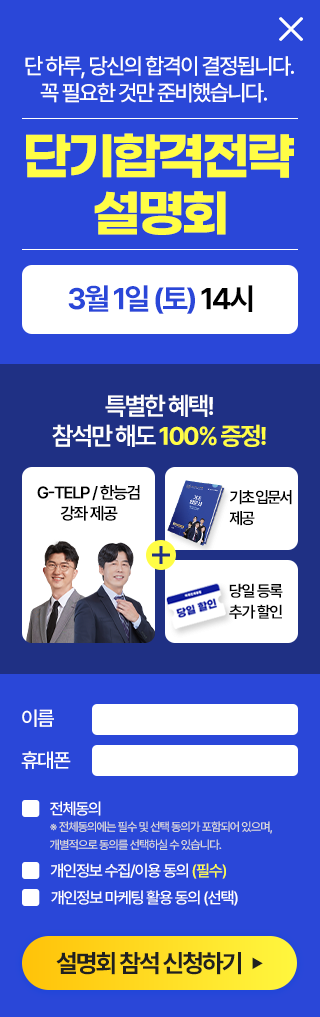 단 하루, 당신의 합격이 결정됩니다.
꼭 필요한 것만 준비했습니다.
단기합격전략
설명회
3월 1일 (토) 14시
특별한 혜택!
참석만 해도 100% 증정!
G-TELP / 한능검
강좌 제공
기초 입문서
제공
당일 할인
당일 등록
추가 할인
이름
휴대폰
전체동의
※ 전체동의에는 필수 및 선택 동의가 포함되어 있으며,
개별적으로 동의를 선택하실 수 있습니다.
개인정보 수집/이용 동의 (필수)
개인정보 마케팅 활용 동의 (선택)
설명회 참석 신청하기 ▶